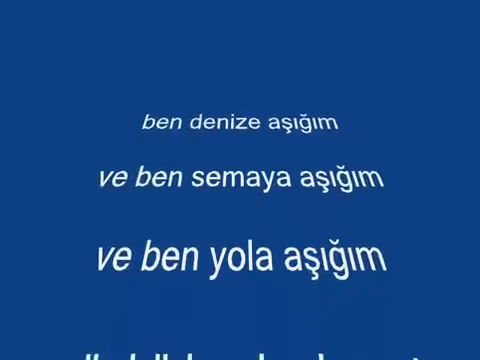 ben denize aşığım
ve ben semaya aşığım
ve ben yola aşığım